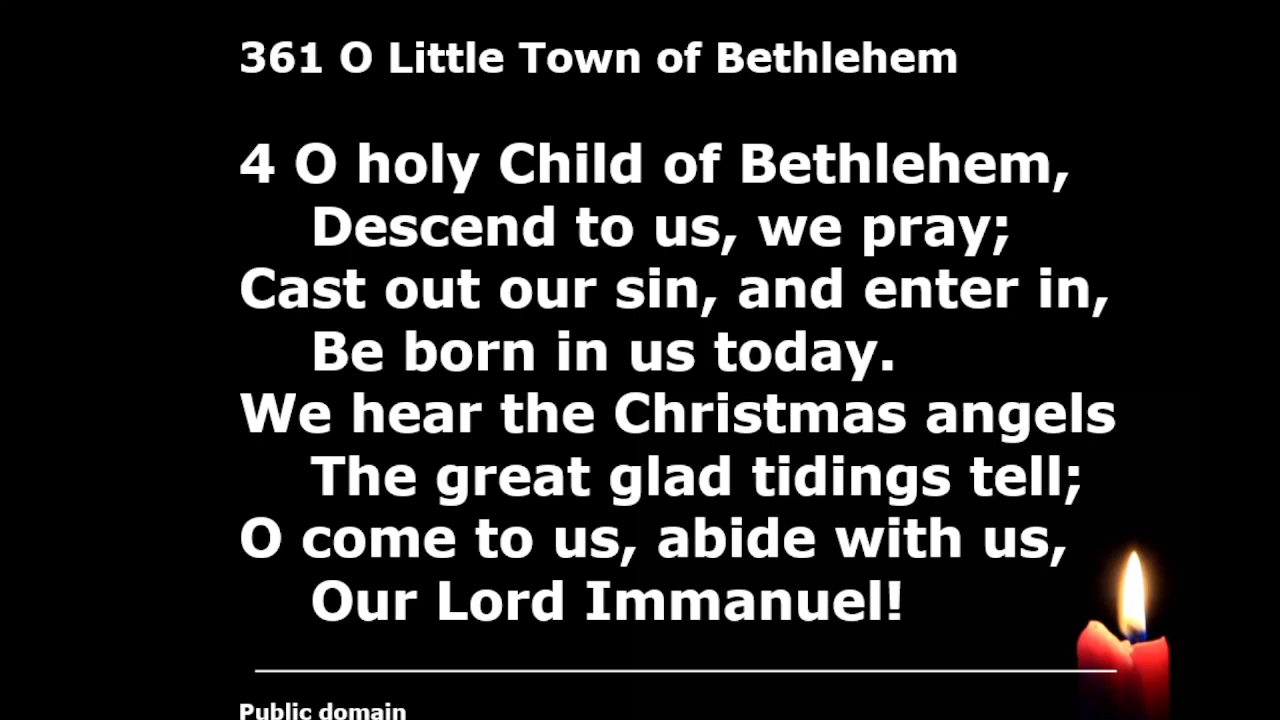 361 O Little Town of Bethlehem
4 O holy Child of Bethlehem,
Descend to us, we pray;
Cast out our sin, and enter in,
Be born in us today.
We hear the Christmas angels
The great glad tidings tell;
O come to us, abide with us,
Our Lord Immanuel!
Public domain